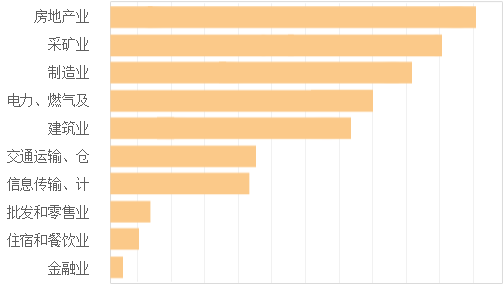 房地产业
采矿业
制造业
电力、燃气及
建筑业
交通运输、仓
信息传输、计
批发和零售业
住宿和餐饮业
金融业